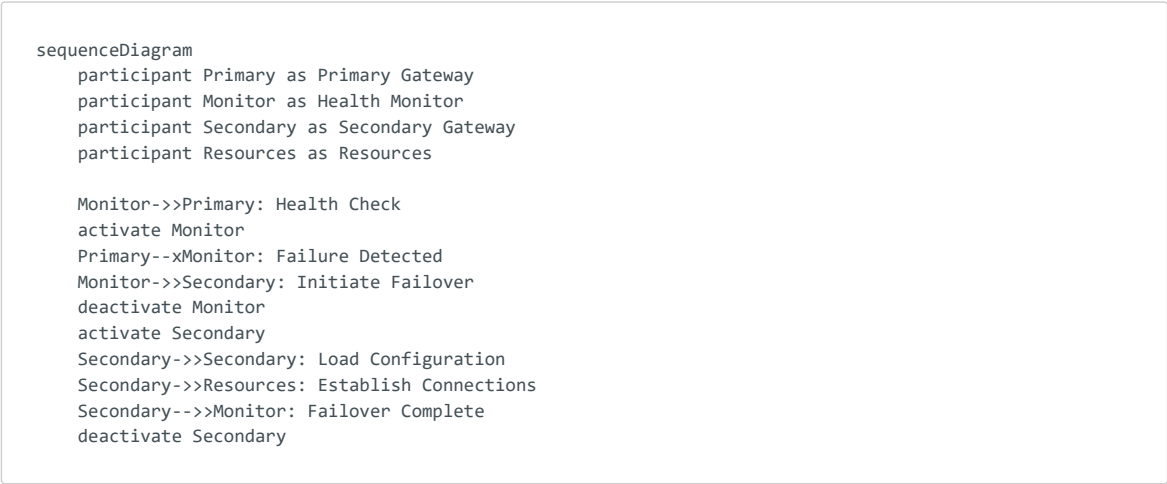 sequenceDiagram
    participant Primary as Primary Gateway
    participant Monitor as Health Monitor
    participant Secondary as Secondary Gateway
    participant Resources as Resources

    Monitor->>Primary: Health Check
    activate Monitor
    Primary--xMonitor: Failure Detected
    Monitor->>Secondary: Initiate Failover
    deactivate Monitor
    activate Secondary
    Secondary->>Secondary: Load Configuration
    Secondary->>Resources: Establish Connections
    Secondary-->>Monitor: Failover Complete
    deactivate Secondary